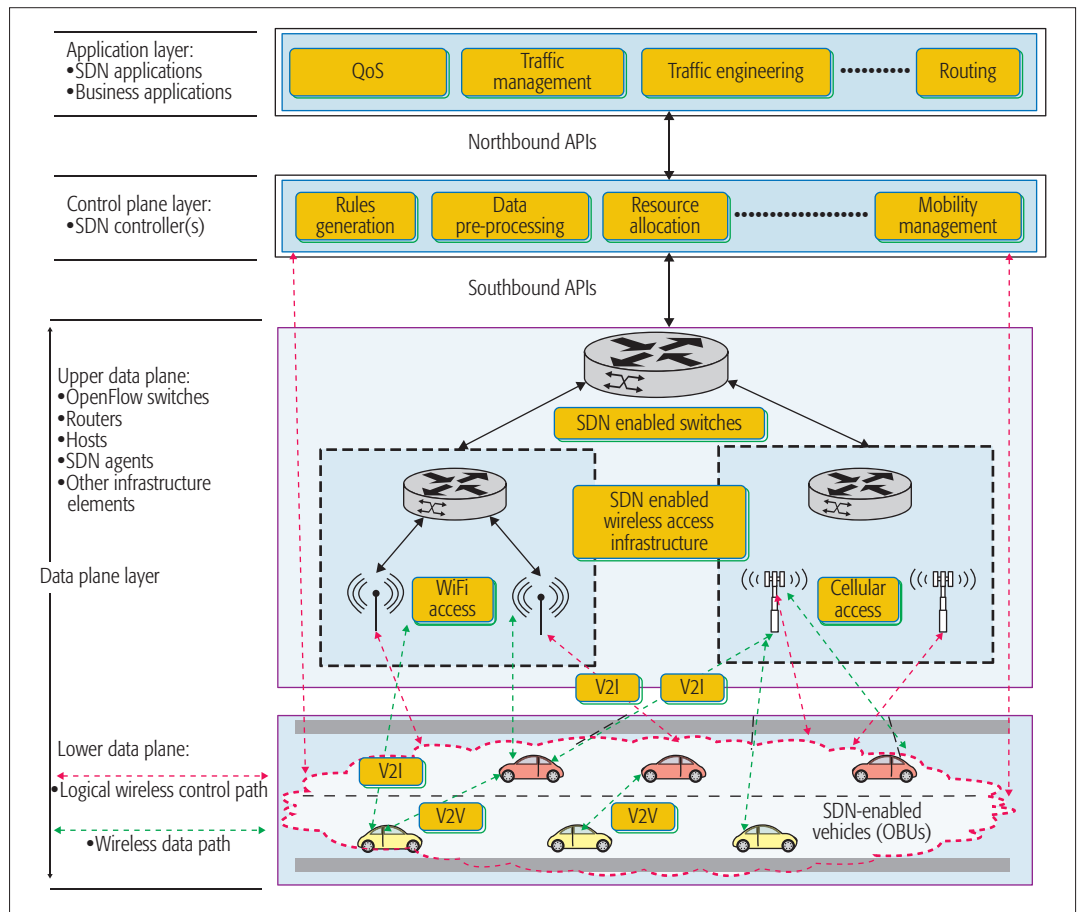 Application layer:
•SDN applications
•Business applications
QoS
Traffic
management
Traffic engineering
Routing
Northbound APIs
Control plane layer:
•SDN controller(s)
Rules
generation
Data
pre-processing
Resource
allocation
Mobility
management
Southbound APIs
Upper data plane:
•OpenFlow switches
•Routers
•Hosts
•SDN agents
•Other infrastructure
elements
SDN enabled switches
SDN enabled
wireless access
infrastructure
Data plane layer
WiFi
access
Cellular
access
V2I
V2I
Lower data plane:
V2I
•Logical wireless control path
V2V
V2V
SDN-enabled
vehicles (OBUs)
•Wireless data path